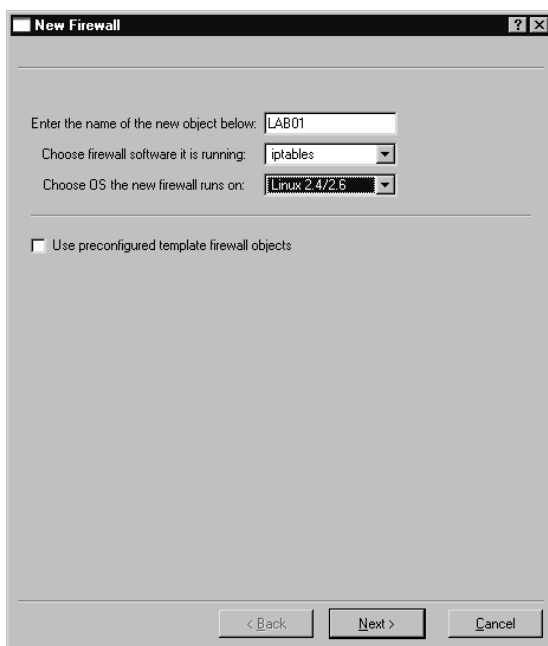 New Firewall
Enter the name of the new object below: LAB01
Choose firewall software it is running: iptables
Choose OS the new firewall runs on: Linux 2.4/2.6
Use preconfigured template firewall objects
< Back Next > Cancel